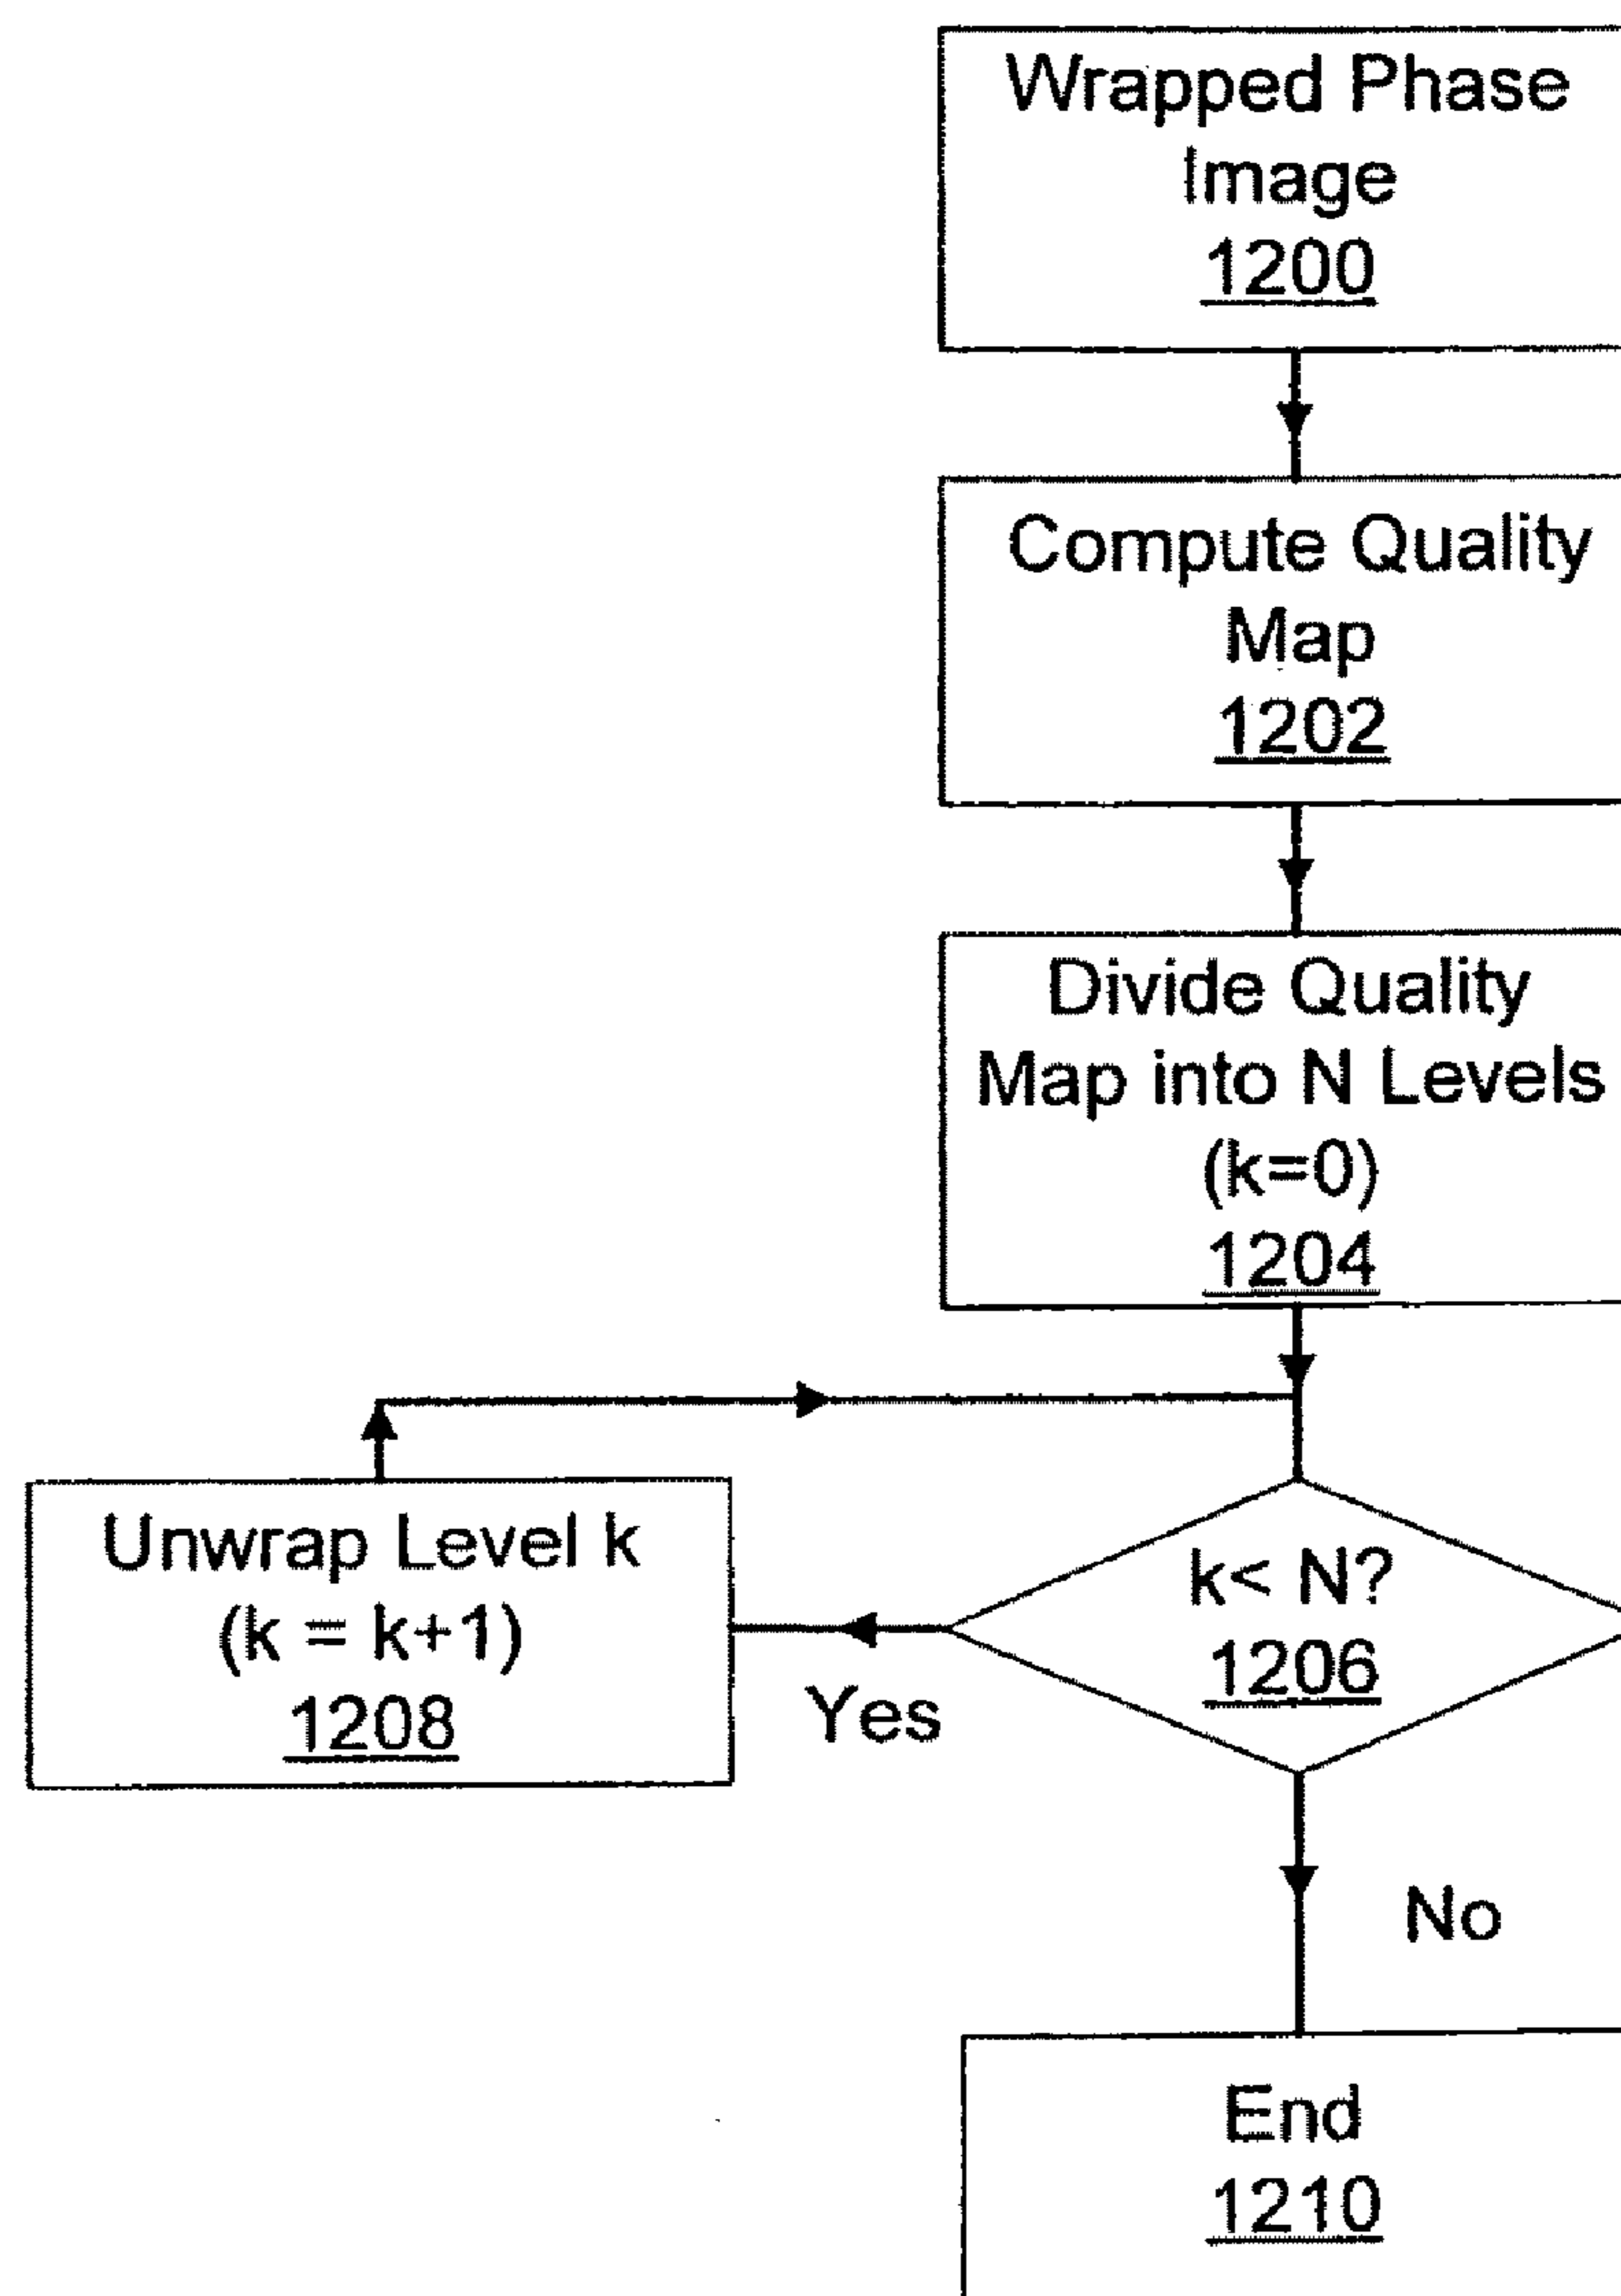 Wrapped Phase
Image
1200
Compute Quality
Map
1202
Divide Quality
Map into N Levels
(k=0)
1204
Unwrap Level k
(k = k+1)
1208
k< N?
1206
Yes
No
End
1210